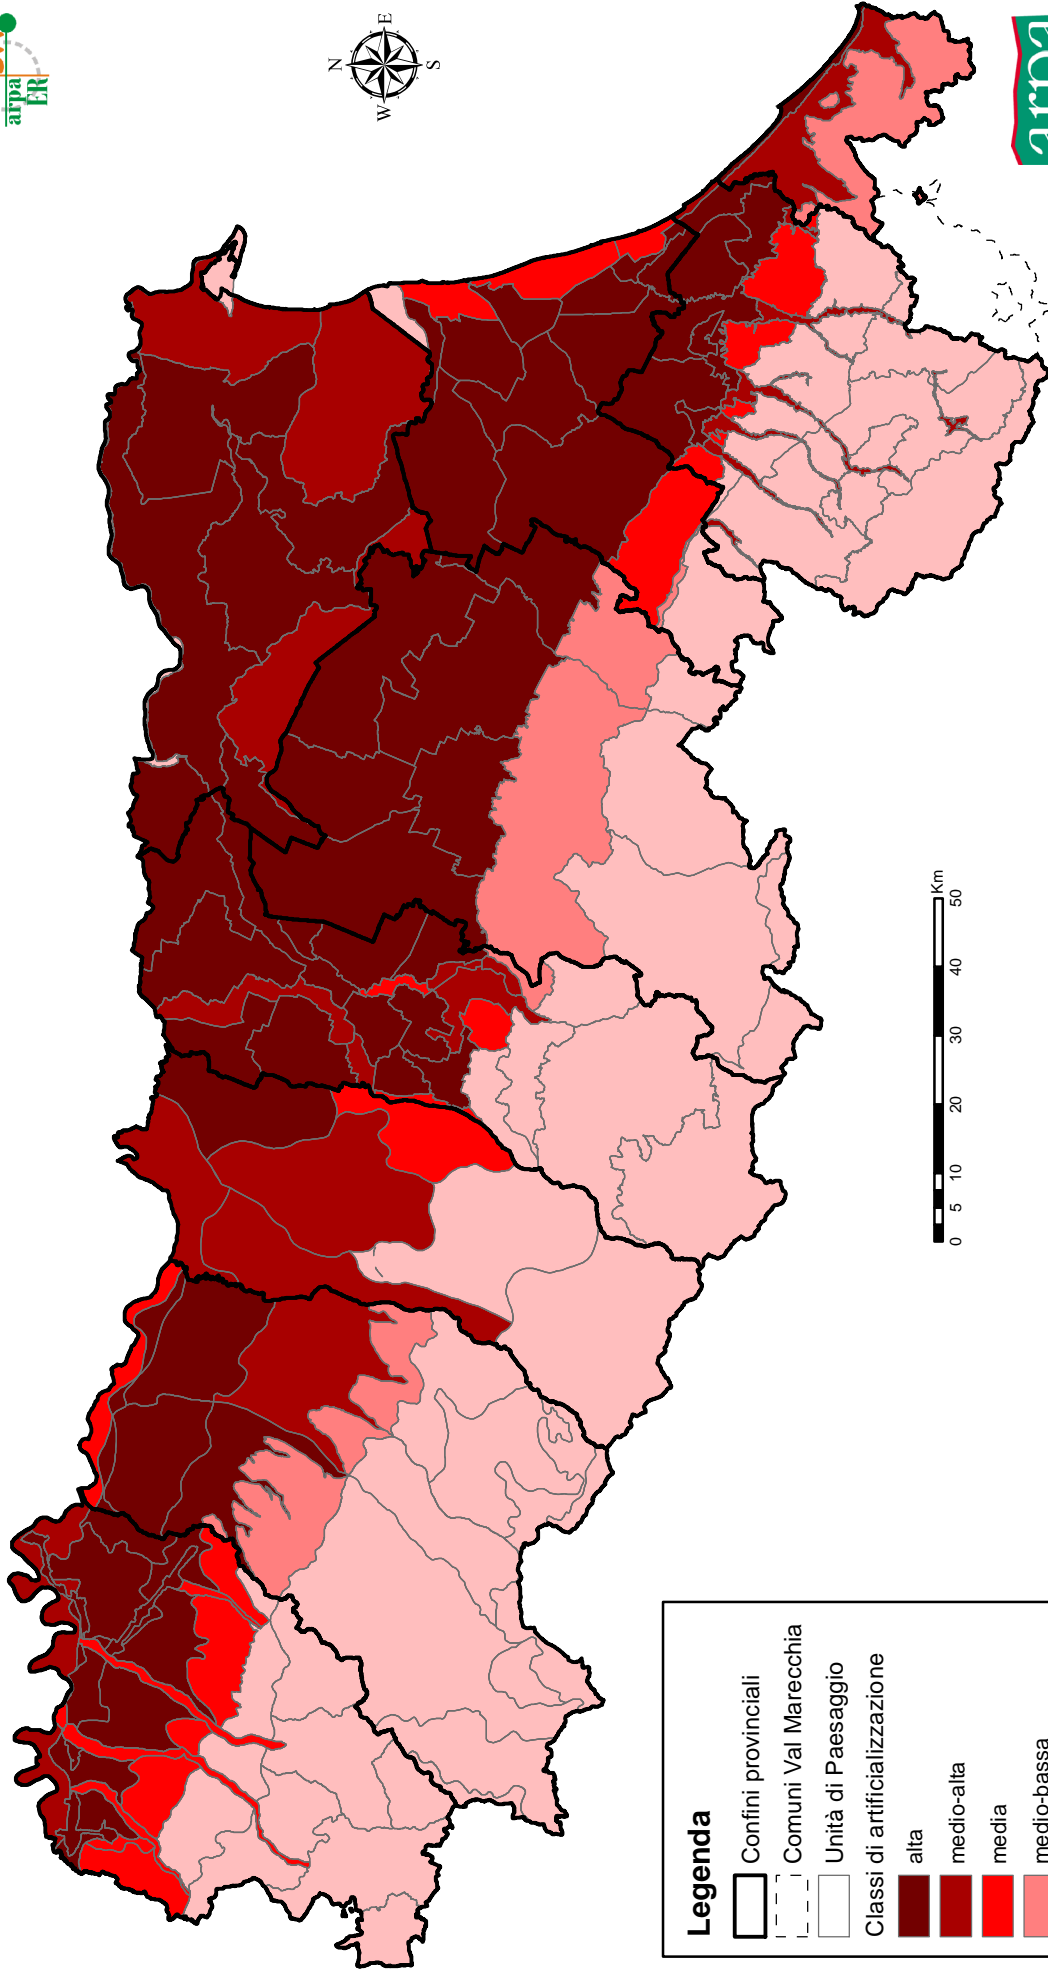 arpa
ER
N
W E
S
arpa
Km
0 5 10 20 30 40 50
Legenda
Confini provinciali
Comuni Val Marecchia
Unità di Paesaggio
Classi di artificializzazione
alta
medio-alta
media
medio-bassa